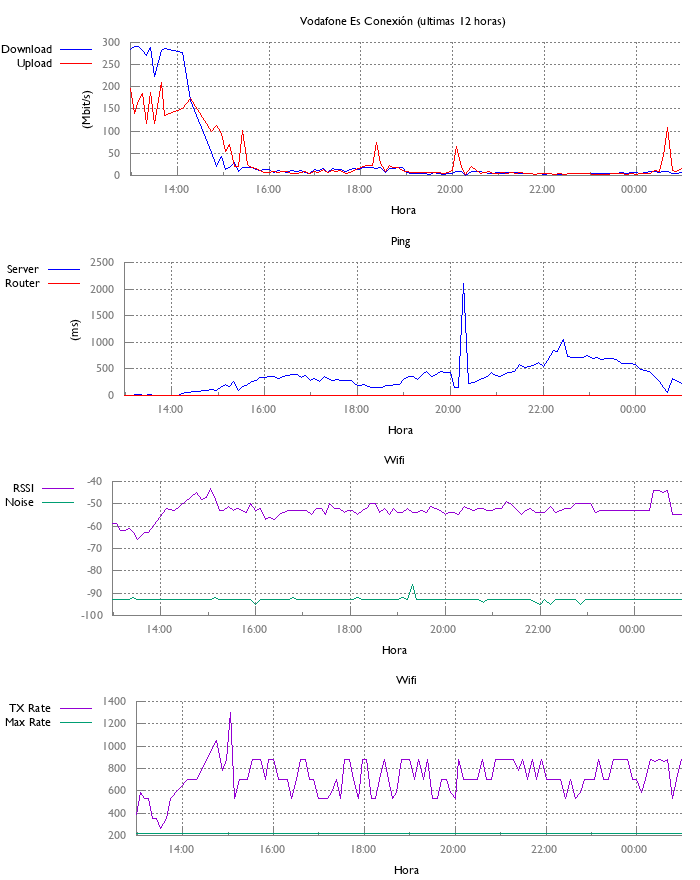 Vodafone Es Conexión (ultimas 12 horas)
Download
Upload
(Mbit/s)
300
250
200
150
100
50
0
14:00 16:00 18:00 20:00 22:00 00:00
Hora
Ping
Server
Router
(ms)
2500
2000
1500
1000
500
0
14:00 16:00 18:00 20:00 22:00 00:00
Hora
Wifi
RSSI
Noise
-40
-50
-60
-70
-80
-90
-100
14:00 16:00 18:00 20:00 22:00 00:00
Hora
Wifi
TX Rate
Max Rate
1400
1200
1000
800
600
400
200
14:00 16:00 18:00 20:00 22:00 00:00
Hora